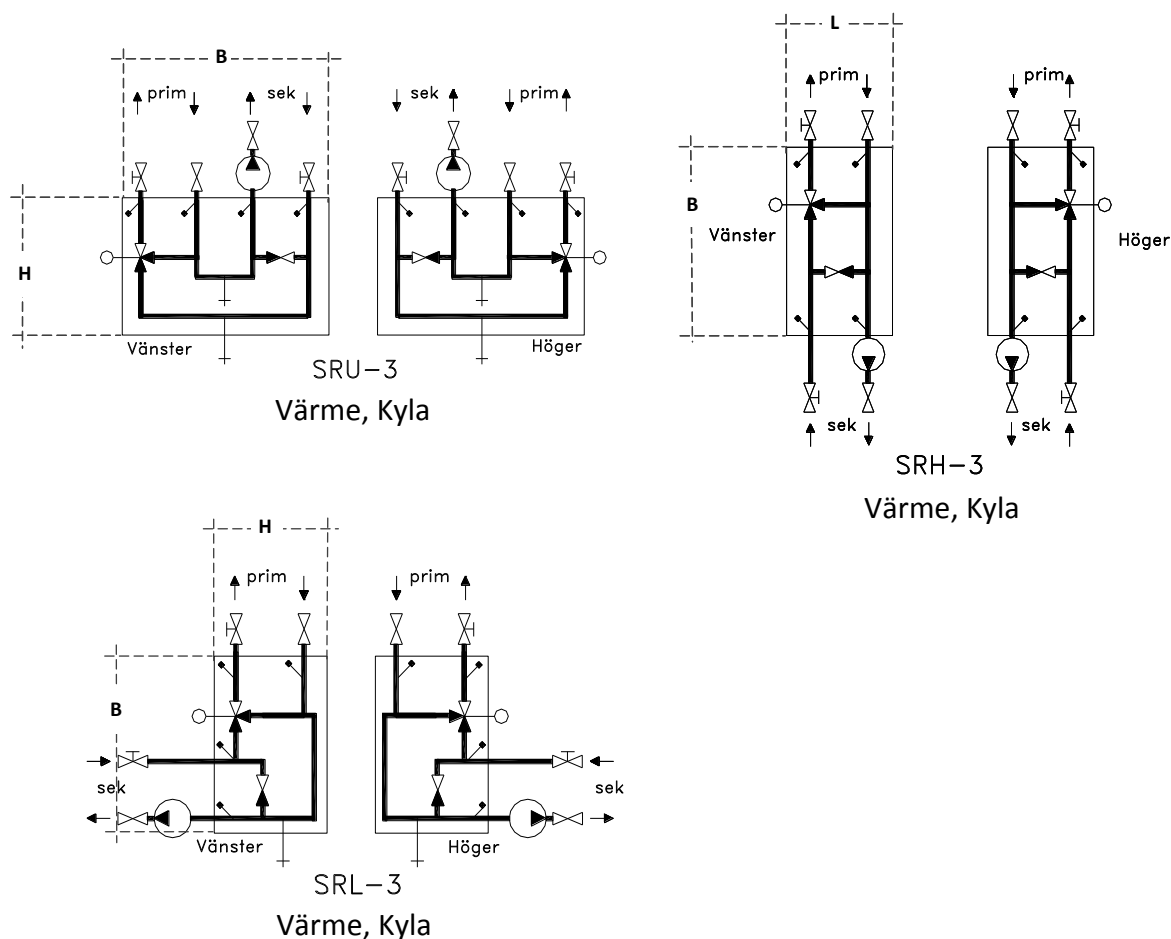 B
prim sek
sek prim
H
Vänster
Höger
SRU-3
Värme, Kyla
L
prim
prim
B
Vänster
Höger
sek
sek
SRH-3
Värme, Kyla
H
prim
prim
B
sek
sek
Vänster
Höger
SRL-3
Värme, Kyla